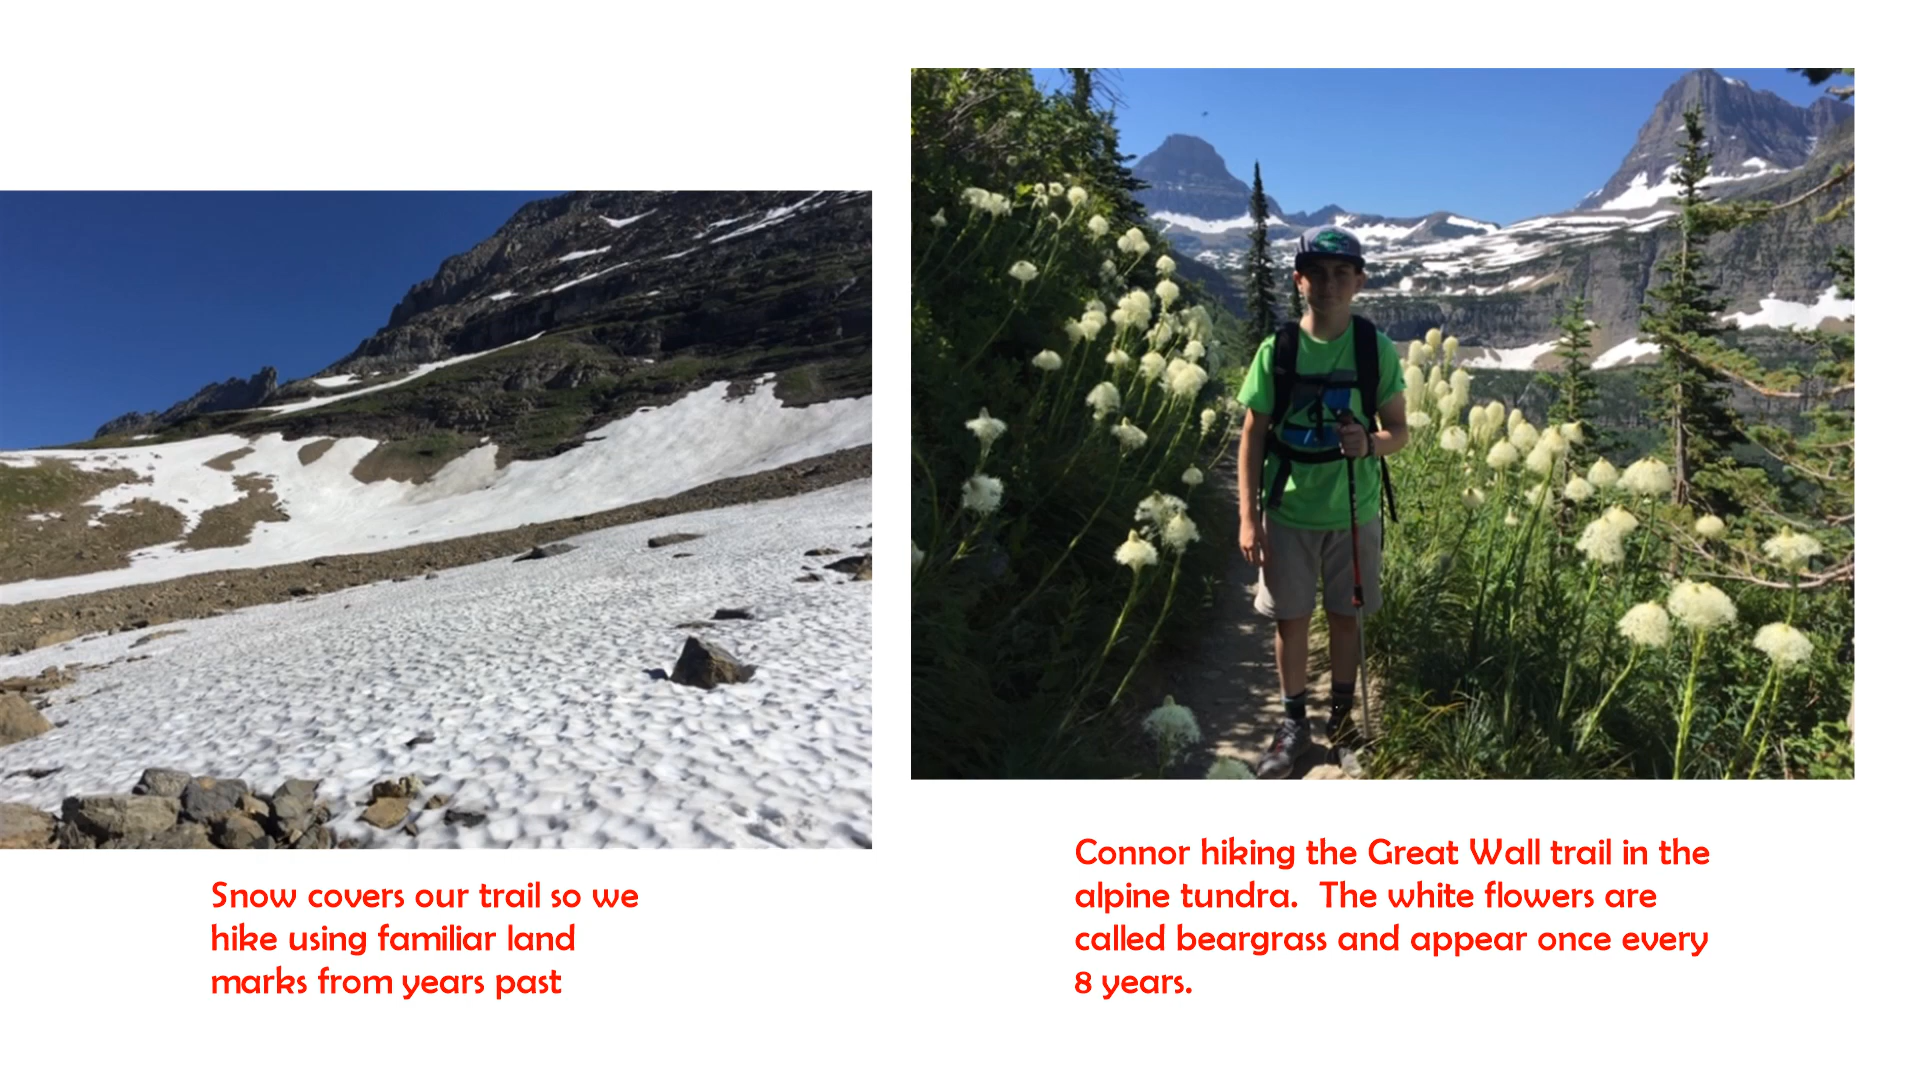 Snow covers our trail so we
hike using familiar land
marks from years past
Connor hiking the Great Wall trail in the
alpine tundra.  The white flowers are
called beargrass and appear once every
8 years.